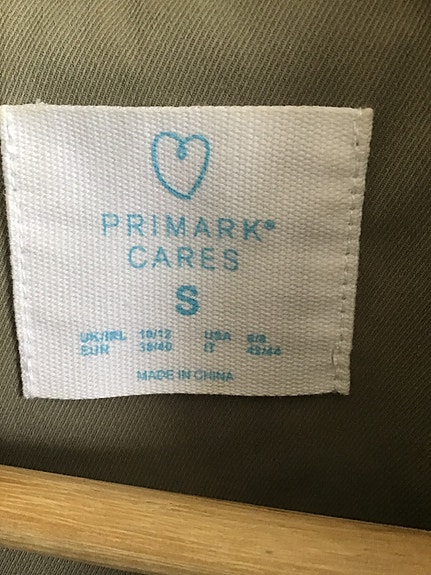 PRIMARK®
CARES
S
UK/IRL 10/12 USA 6/8
EUR 38/40 IT 42/44
MADE IN CHINA